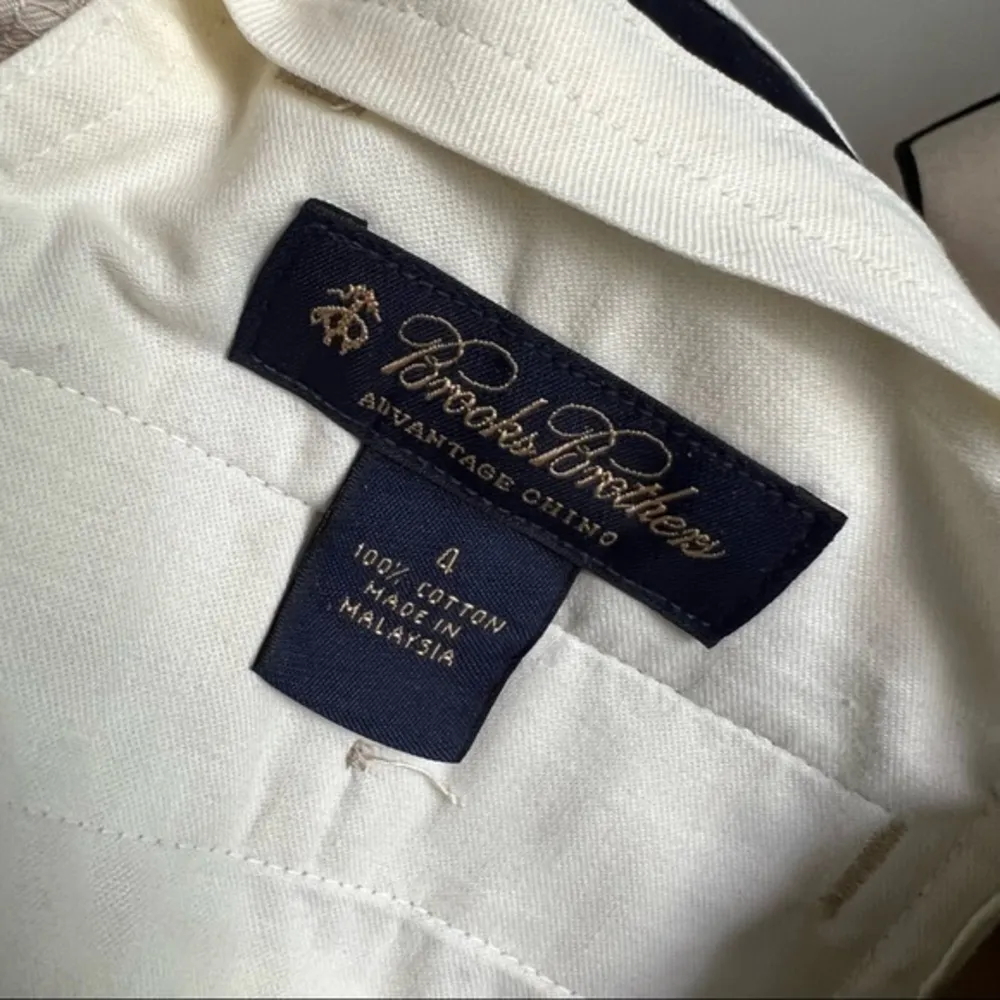 Brooks Brothers
ADVANTAGE CHINO
4
100% COTTON
MADE IN
MALAYSIA